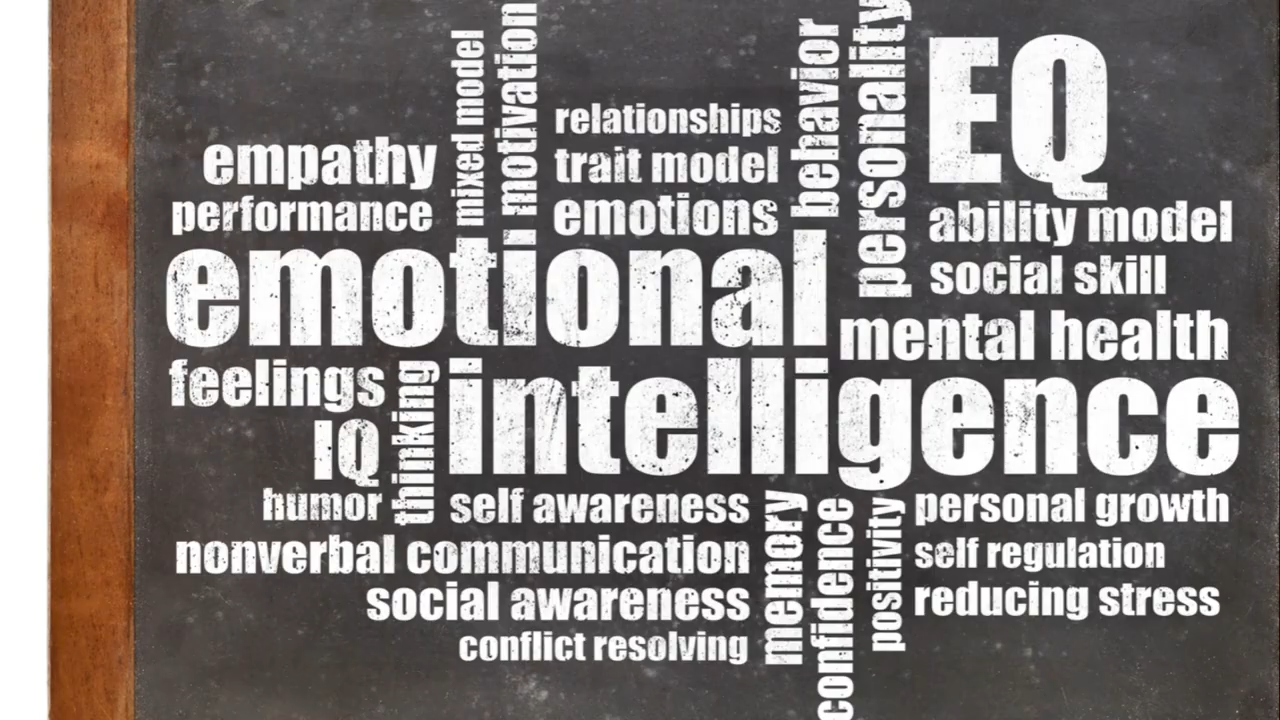 mixed model
motivation
behavior
personality
EQ
relationships
empathy
trait model
performance
emotions
ability model
social skill
emotional
mental health
feelings
thinking
intelligence
IQ
humor
self awareness
memory
confidence
positivity
personal growth
nonverbal communication
self regulation
social awareness
reducing stress
conflict resolving